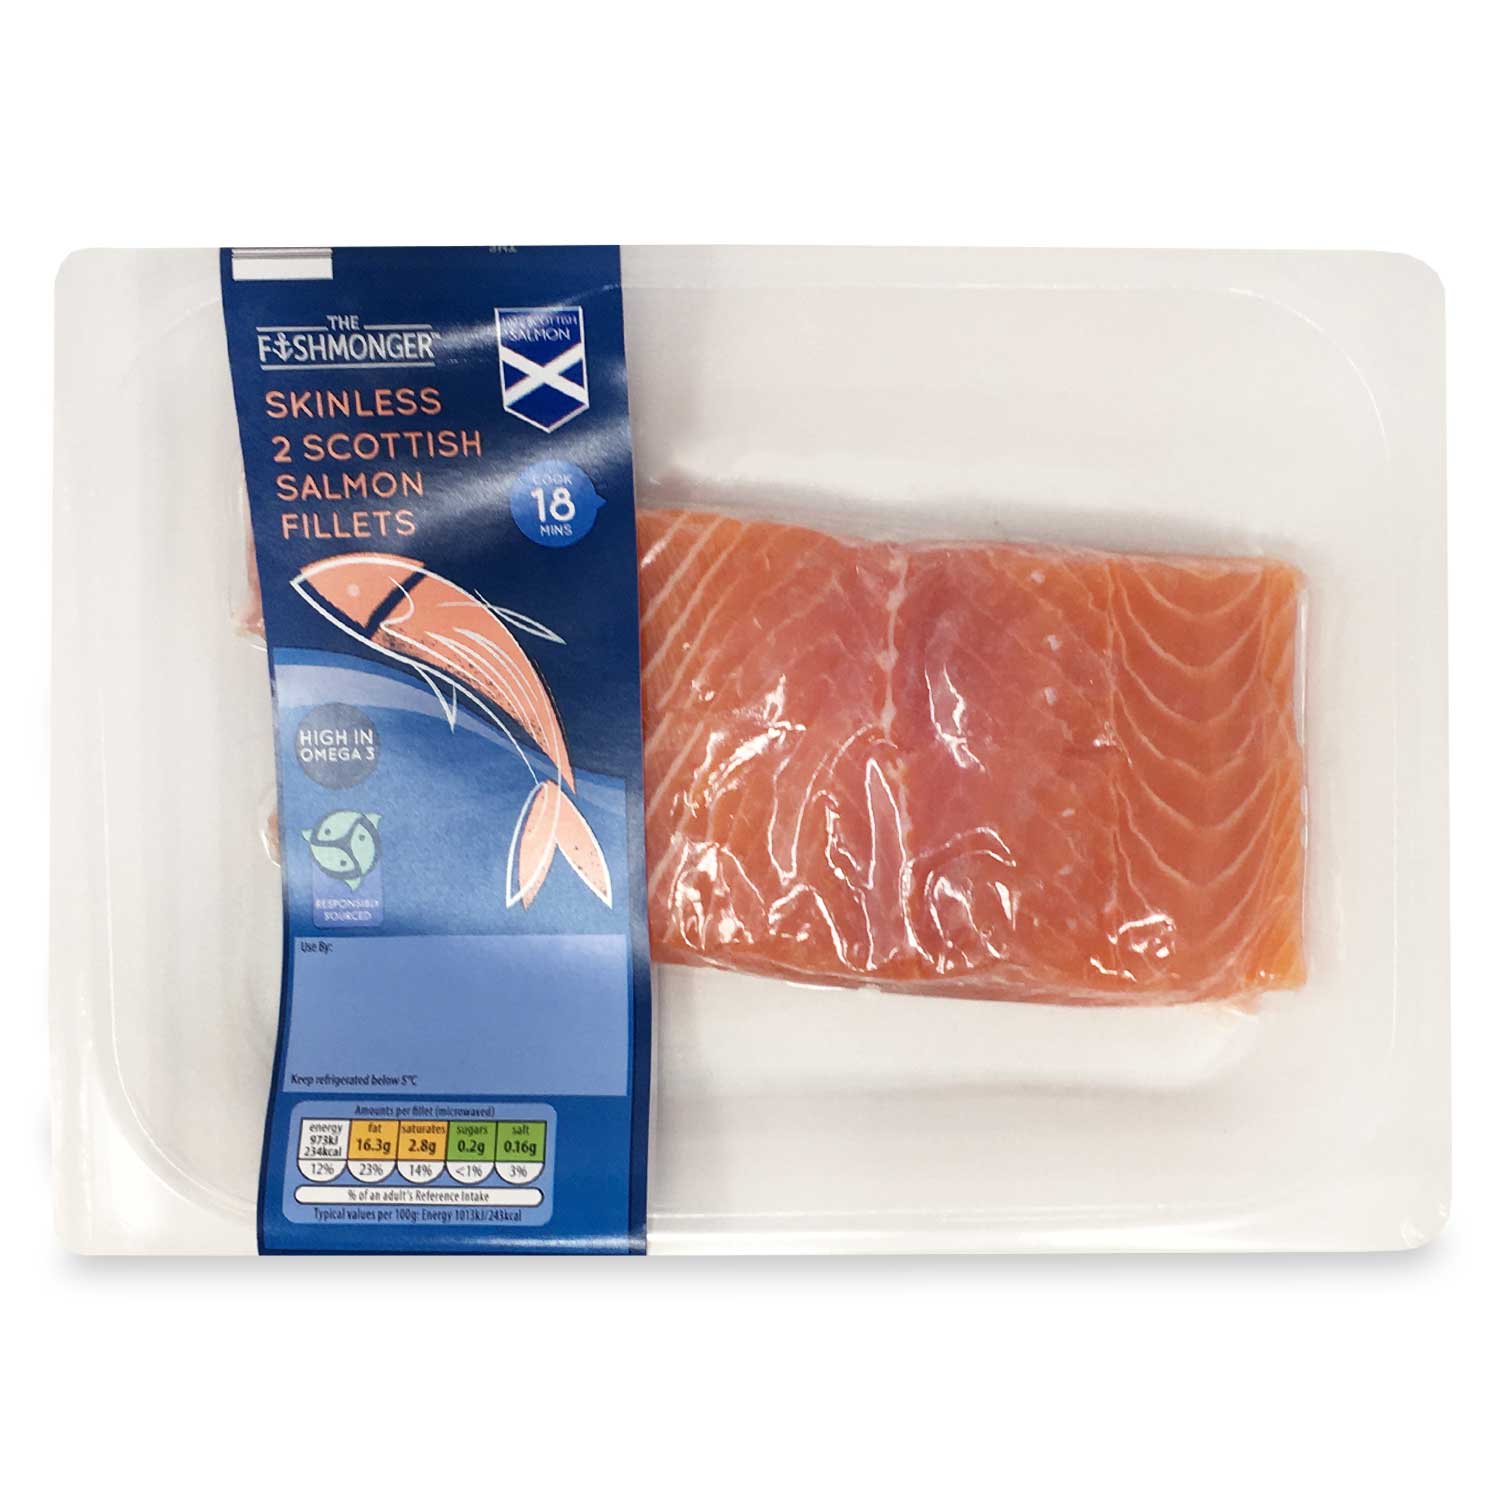 THE
FISHMONGER™
SKINLESS
2 SCOTTISH
SALMON
FILLETS
SCOTTISH
SALMON
COOK
18
MINS
HIGH IN
OMEGA 3
RESPONSIBLY
SOURCED
Use By:
Keep refrigerated below 5°C
Amounts per fillet (microwaved)
energy fat saturates sugars salt
973kJ 16.3g 2.8g 0.2g 0.16g
234kcal
12% 23% 14% <1% 3%
% of an adult's Reference Intake
Typical values per 100g: Energy 1013kJ/243kcal